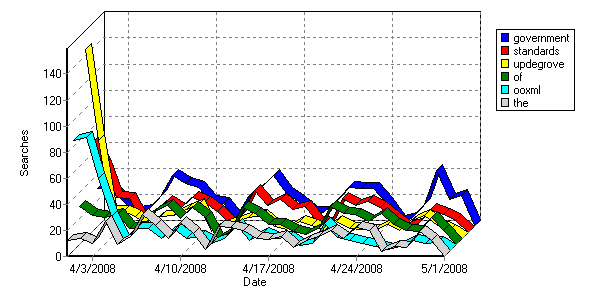 140
120
100
80
60
40
20
0
Searches
4/3/2008
4/10/2008
4/17/2008
4/24/2008
5/1/2008
Date
government
standards
updegrove
of
ooxml
the